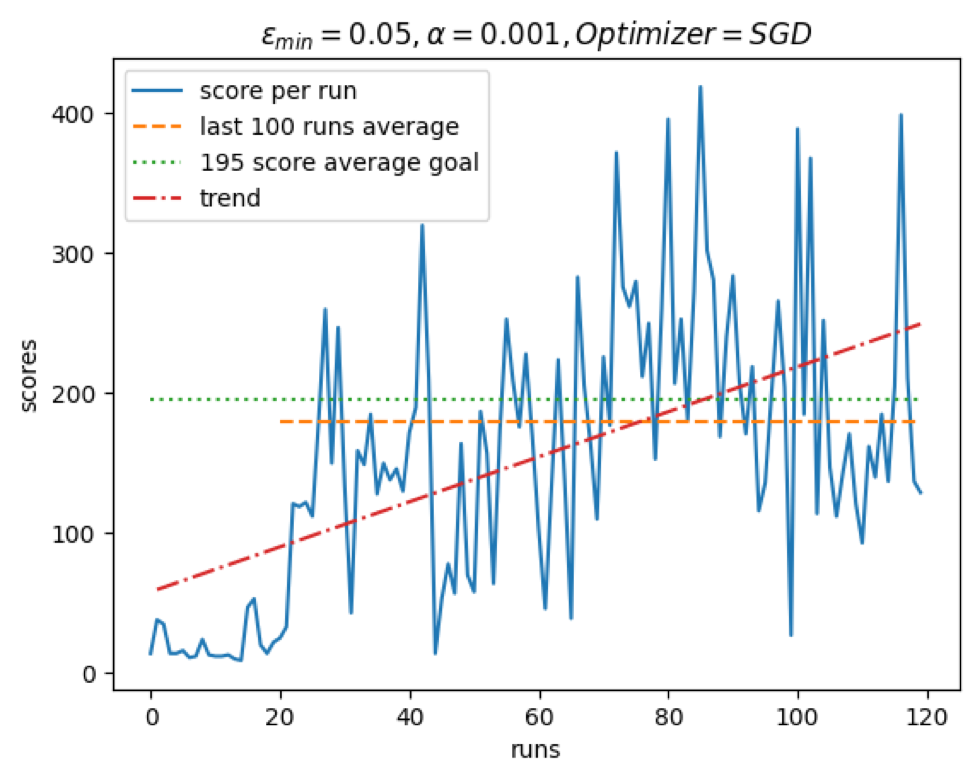 ε_min = 0.05, α = 0.001, Optimizer = SGD
score per run
last 100 runs average
195 score average goal
trend
400
300
200
100
0
scores
0 20 40 60 80 100 120
runs